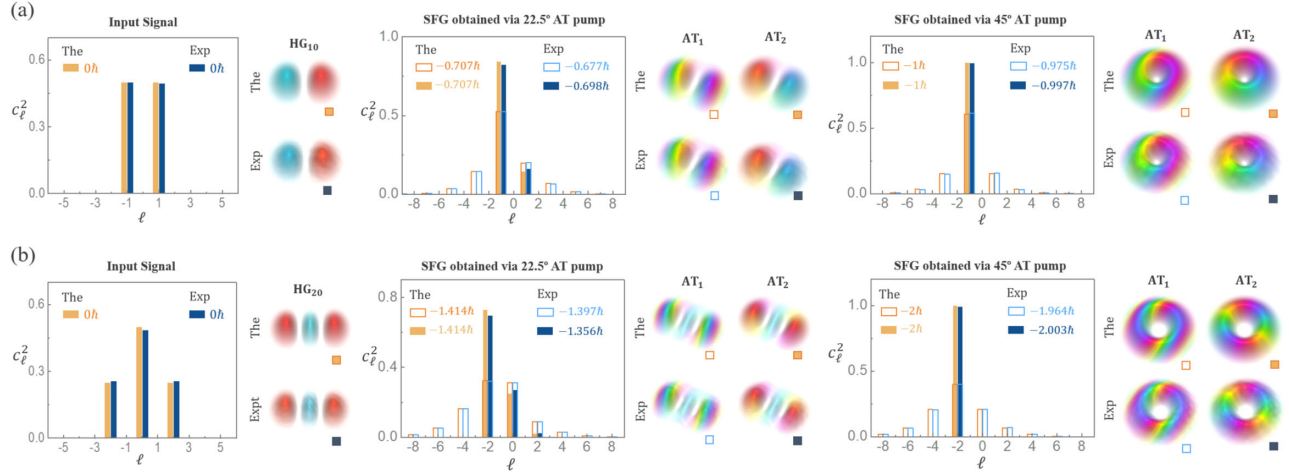 (a)
Input Signal
The Exp
0ℏ 0ℏ
0.6
0.3
0.0
c²ℓ
-5 -3 -1 1 3 5
ℓ
HG₁₀
The
Exp
SFG obtained via 22.5° AT pump
The Exp
−0.707ℏ −0.677ℏ
−0.707ℏ −0.698ℏ
1.0
0.5
0.0
c²ℓ
-8 -6 -4 -2 0 2 4 6 8
ℓ
AT₁ AT₂
The
Exp
SFG obtained via 45° AT pump
The Exp
−1ℏ −0.975ℏ
−1ℏ −0.997ℏ
1.0
0.5
0.0
c²ℓ
-8 -6 -4 -2 0 2 4 6 8
ℓ
AT₁ AT₂
The
Exp
(b)
Input Signal
The Exp
0ℏ 0ℏ
0.6
0.3
0.0
c²ℓ
-5 -3 -1 1 3 5
ℓ
HG₂₀
The
Expt
SFG obtained via 22.5° AT pump
The Exp
−1.414ℏ −1.397ℏ
−1.414ℏ −1.356ℏ
0.8
0.4
0.0
c²ℓ
-8 -6 -4 -2 0 2 4 6 8
ℓ
AT₁ AT₂
The
Exp
SFG obtained via 45° AT pump
The Exp
−2ℏ −1.964ℏ
−2ℏ −2.003ℏ
1.0
0.5
0.0
c²ℓ
-8 -6 -4 -2 0 2 4 6 8
ℓ
AT₁ AT₂
The
Exp